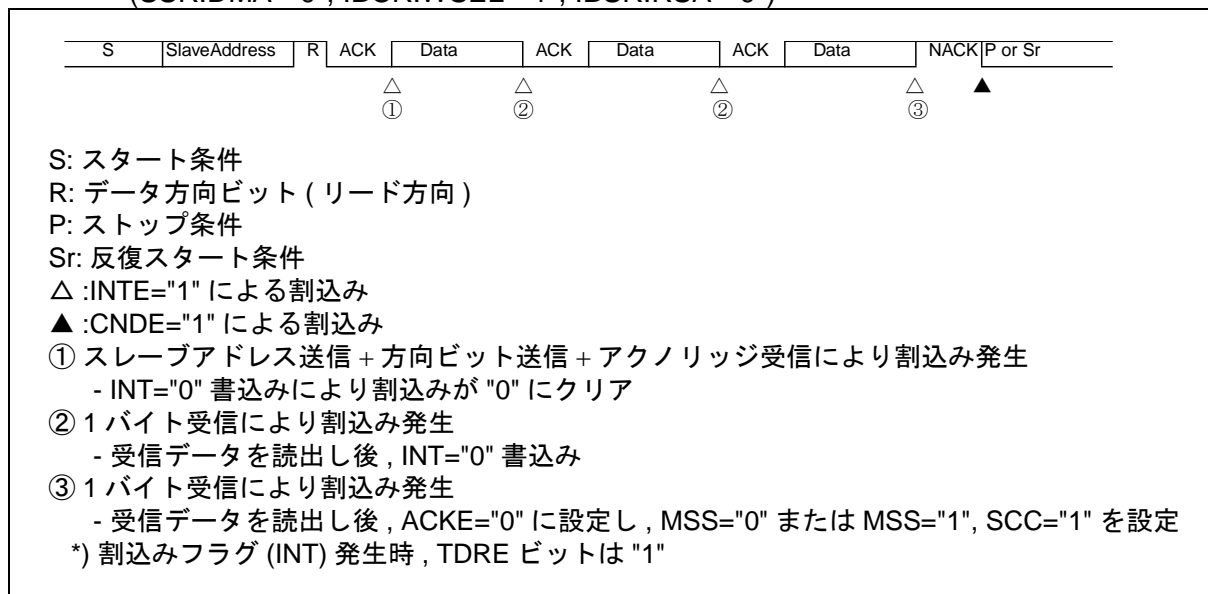 S SlaveAddress R ACK Data ACK Data ACK Data NACK P or Sr
△ △ △ △ ▲
① ② ② ③
S: スタート条件
R: データ方向ビット ( リード方向 )
P: ストップ条件
Sr: 反復スタート条件
△ :INTE="1" による割込み
▲ :CNDE="1" による割込み
① スレーブアドレス送信 + 方向ビット送信 + アクノリッジ受信により割込み発生
- INT="0" 書込みにより割込みが "0" にクリア
② 1 バイト受信により割込み発生
- 受信データを読出し後 , INT="0" 書込み
③ 1 バイト受信により割込み発生
- 受信データを読出し後 , ACKE="0" に設定し , MSS="0" または MSS="1", SCC="1" を設定
*) 割込みフラグ (INT) 発生時 , TDRE ビットは "1"